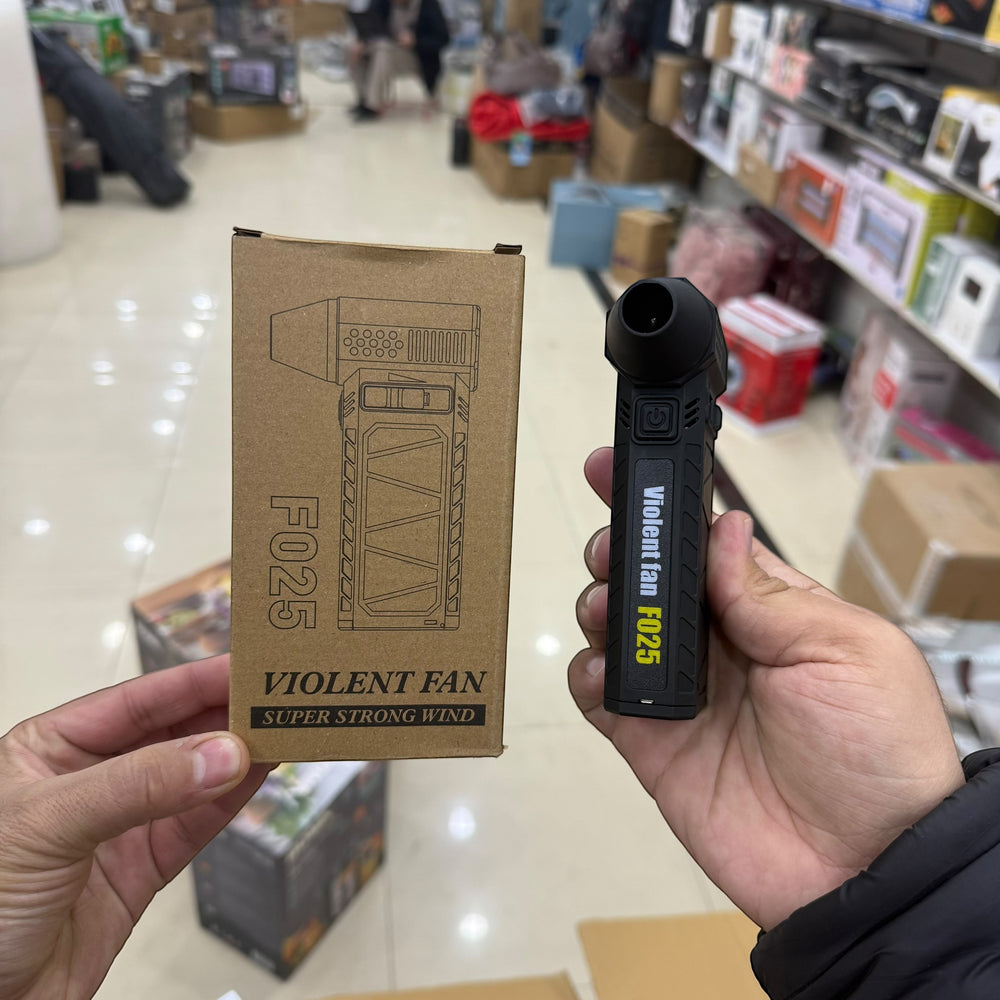 F025
VIOLENT FAN
SUPER STRONG WIND
Violent fan F025